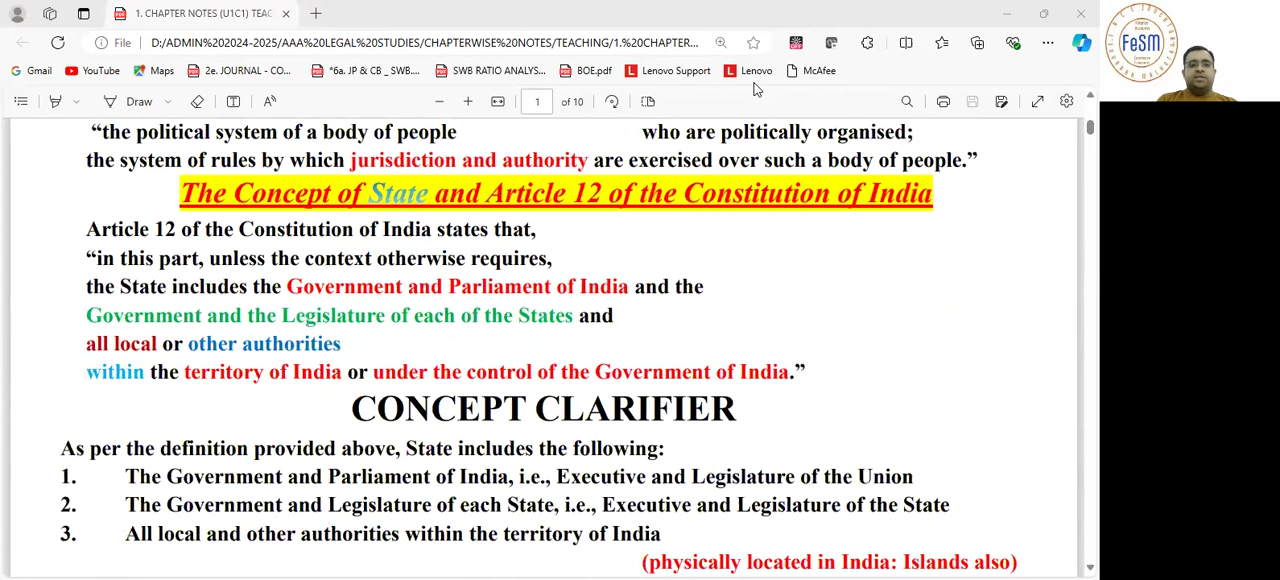 1. CHAPTER NOTES (U1C1) TEAC
File
D:/ADMIN%202024-2025/AAA%20LEGAL%20STUDIES/CHAPTERWISE%20NOTES/TEACHING/1.%20CHAPTER...
Gmail YouTube Maps 2e. JOURNAL - CO... *6a. JP & CB _ SWB.... SWB RATIO ANALYS... BOE.pdf Lenovo Support Lenovo McAfee
Draw 1 of 10
FeSM
“the political system of a body of people who are politically organised;
the system of rules by which jurisdiction and authority are exercised over such a body of people.”
The Concept of State and Article 12 of the Constitution of India
Article 12 of the Constitution of India states that,
“in this part, unless the context otherwise requires,
the State includes the Government and Parliament of India and the
Government and the Legislature of each of the States and
all local or other authorities
within the territory of India or under the control of the Government of India.”
CONCEPT CLARIFIER
As per the definition provided above, State includes the following:
1. The Government and Parliament of India, i.e., Executive and Legislature of the Union
2. The Government and Legislature of each State, i.e., Executive and Legislature of the State
3. All local and other authorities within the territory of India
(physically located in India: Islands also)